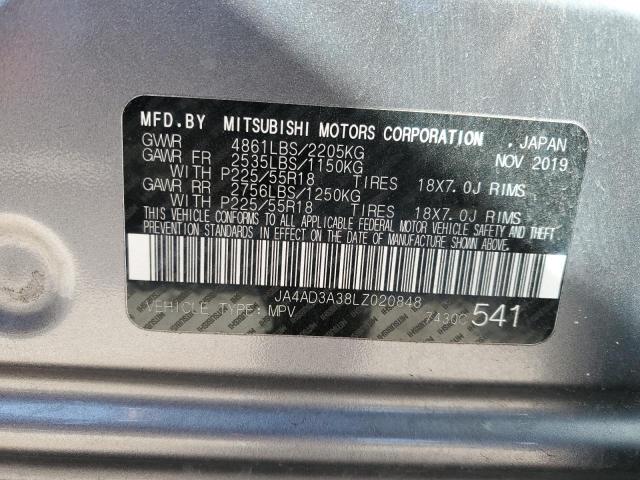 MFD.BY MITSUBISHI MOTORS CORPORATION , JAPAN
GVWR 4861LBS/2205KG NOV 2019
GAWR FR 2535LBS/1150KG
WITH P225/55R18 TIRES 18X7.0J RIMS
GAWR RR 2756LBS/1250KG
WITH P225/55R18 TIRES 18X7.0J RIMS
THIS VEHICLE CONFORMS TO ALL APPLICABLE FEDERAL MOTOR VEHICLE SAFETY AND THEFT
PREVENTION STANDARDS IN EFFECT ON THE DATE OF MANUFACTURE SHOWN ABOVE.
JA4AD3A38LZ020848
VEHICLE TYPE: MPV 7430C 541